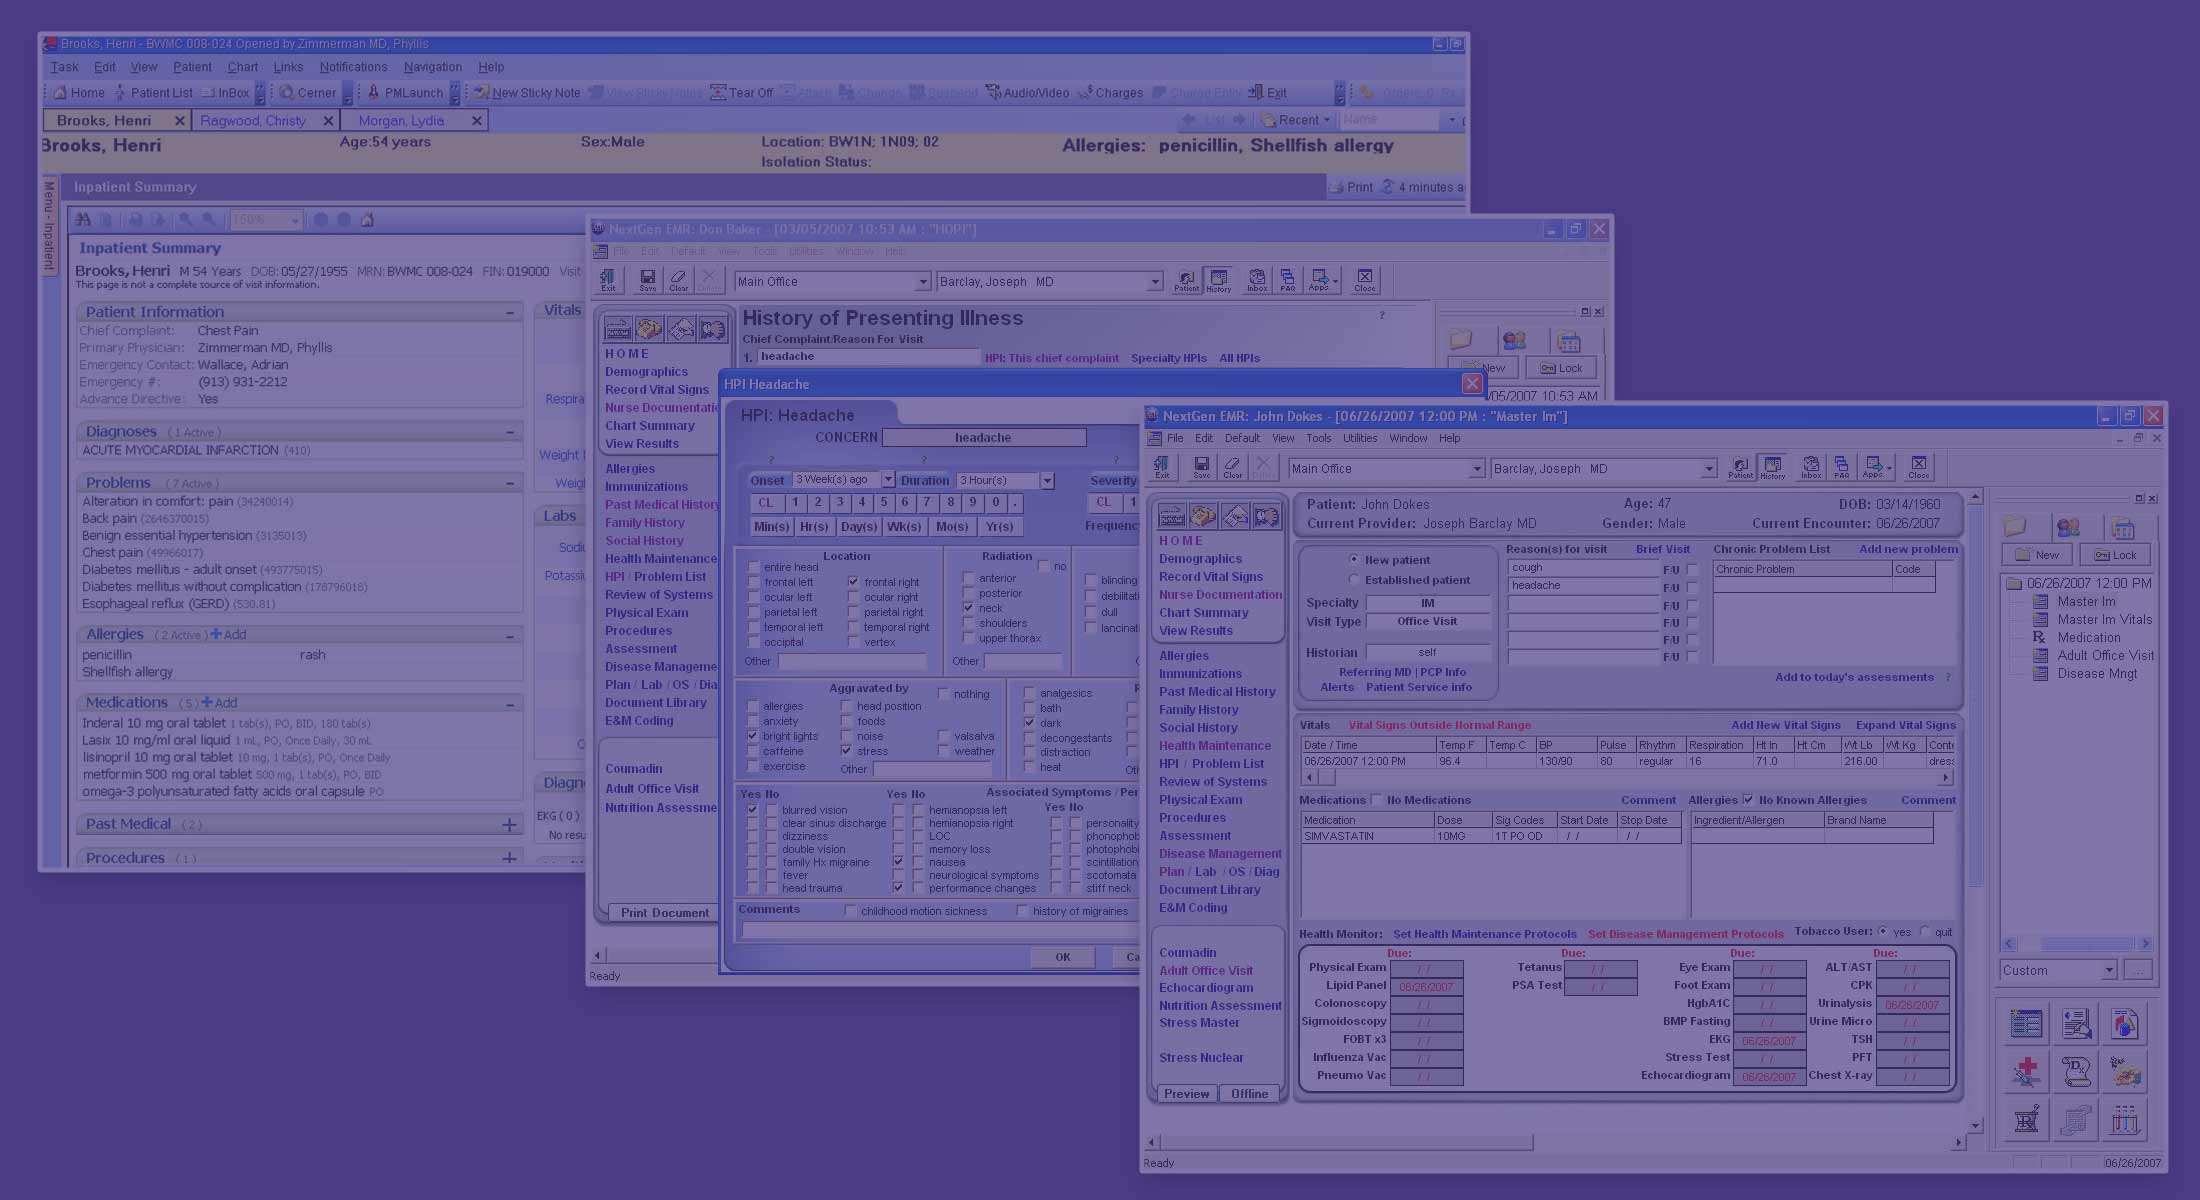 Brooks, Henri - BWMC 008-024 Opened by Zimmerman MD, Phyllis
Task Edit View Patient Chart Links Notifications Navigation Help
Home Patient List InBox Cerner PMLaunch New Sticky Note View Sticky Notes Tear Off Attach Change Suspend Audio/Video Charges Charge Entry Exit
Brooks, Henri Ragwood, Christy Morgan, Lydia List Recent Name
Brooks, Henri Age:54 years Sex:Male Location: BW1N; 1N09; 02 Allergies: penicillin, Shellfish allergy
Isolation Status:
Menu - Inpatient
Inpatient Summary Print 4 minutes a
150%
Inpatient Summary
Brooks, Henri M 54 Years DOB: 05/27/1955 MRN: BWMC 008-024 FIN: 019000 Visit
This page is not a complete source of visit information.
Patient Information
Chief Complaint: Chest Pain
Primary Physician: Zimmerman MD, Phyllis
Emergency Contact: Wallace, Adrian
Emergency #: (913) 931-2212
Advance Directive: Yes
Diagnoses (1 Active)
ACUTE MYOCARDIAL INFARCTION (410)
Problems (7 Active)
Alteration in comfort: pain (34240014)
Back pain (2646370015)
Benign essential hypertension (3135013)
Chest pain (49966017)
Diabetes mellitus - adult onset (493775015)
Diabetes mellitus without complication (178796018)
Esophageal reflux (GERD) (530.81)
Allergies (2 Active) Add
penicillin rash
Shellfish allergy
Medications (5) Add
Inderal 10 mg oral tablet 1 tab(s), PO, BID, 180 tab(s)
Lasix 10 mg/ml oral liquid 1 mL, PO, Once Daily, 30 mL
lisinopril 10 mg oral tablet 10 mg, 1 tab(s), PO, Once Daily
metformin 500 mg oral tablet 500 mg, 1 tab(s), PO, BID
omega-3 polyunsaturated fatty acids oral capsule PO
Past Medical (2)
Procedures (1)
Vitals
Respira
Weight
Weigh
Labs
Sodiu
Potassiu
Diagn
EKG ( 0 )
No resu
NextGen EMR: Don Baker - [03/05/2007 10:53 AM : "HOPI"]
File Edit Default View Tools Utilities Window Help
Exit Save Clear Delete Main Office Barclay, Joseph MD Patient History Inbox PAQ Apps Close
HOME
Demographics
Record Vital Signs
Nurse Documentatio
Chart Summary
View Results
Allergies
Immunizations
Past Medical History
Family History
Social History
Health Maintenance
HPI / Problem List
Review of Systems
Physical Exam
Procedures
Assessment
Disease Manageme
Plan / Lab / OS / Dia
Document Library
E&M Coding
Coumadin
Adult Office Visit
Nutrition Assessme
Print Document
Ready
History of Presenting Illness ?
Chief Complaint/Reason For Visit
1. headache HPI: This chief complaint Specialty HPIs All HPIs
New Lock
/05/2007 10:53 AM
HPI Headache
HPI: Headache
CONCERN headache
? ? ?
Onset 3 Week(s) ago Duration 3 Hour(s) Severity
CL 1 2 3 4 5 6 7 8 9 0 . CL 1
Min(s) Hr(s) Day(s) Wk(s) Mo(s) Yr(s) Frequenc
Location Radiation
entire head no
frontal left frontal right anterior blinding
ocular left ocular right posterior debilitati
parietal left parietal right neck dull
temporal left temporal right shoulders lancinati
occipital vertex upper thorax
Other Other
Aggravated by
nothing analgesics
allergies head position bath
anxiety foods dark
bright lights noise valsalva decongestants
caffeine stress weather distraction
exercise Other heat
Yes No Yes No Associated Symptoms / Per
Yes No
blurred vision hemianopsia left
clear sinus discharge hemianopsia right personality
dizziness LOC phonophob
double vision memory loss photophobi
family Hx migraine nausea scintillation
fever neurological symptoms scotomata
head trauma performance changes stiff neck
Comments childhood motion sickness history of migraines
OK Ca
NextGen EMR: John Dokes - [06/26/2007 12:00 PM : "Master Im"]
File Edit Default View Tools Utilities Window Help
Exit Save Clear Delete Main Office Barclay, Joseph MD Patient History Inbox PAQ Apps Close
HOME
Demographics
Record Vital Signs
Nurse Documentation
Chart Summary
View Results
Allergies
Immunizations
Past Medical History
Family History
Social History
Health Maintenance
HPI / Problem List
Review of Systems
Physical Exam
Procedures
Assessment
Disease Management
Plan / Lab / OS / Diag
Document Library
E&M Coding
Coumadin
Adult Office Visit
Echocardiogram
Nutrition Assessment
Stress Master
Stress Nuclear
Preview Offline
Patient: John Dokes Age: 47 DOB: 03/14/1960
Current Provider: Joseph Barclay MD Gender: Male Current Encounter: 06/26/2007
New patient
Established patient
Specialty IM
Visit Type Office Visit
Historian self
Referring MD | PCP Info
Alerts Patient Service info
Reason(s) for visit Brief Visit
cough F/U
headache F/U
F/U
F/U
F/U
F/U
Chronic Problem List Add new problem
Chronic Problem Code
Add to today's assessments ?
Vitals Vital Signs Outside Normal Range Add New Vital Signs Expand Vital Signs
Date / Time Temp F Temp C BP Pulse Rhythm Respiration Ht In Ht Cm Wt Lb Wt Kg Conte
06/26/2007 12:00 PM 96.4 130/90 80 regular 16 71.0 216.00 dres
Medications No Medications Comment Allergies No Known Allergies Comment
Medication Dose Sig Codes Start Date Stop Date Ingredient/Allergen Brand Name
SIMVASTATIN 10MG 1T PO OD / / / /
Health Monitor: Set Health Maintenance Protocols Set Disease Management Protocols Tobacco User: yes quit
Due: Due: Due: Due:
Physical Exam / / Tetanus / / Eye Exam / / ALT/AST / /
Lipid Panel 06/26/2007 PSA Test / / Foot Exam / / CPK / /
Colonoscopy / / HgbA1C / / Urinalysis 06/26/2007
Sigmoidoscopy / / BMP Fasting / / Urine Micro / /
FOBT x3 / / EKG 06/26/2007 TSH / /
Influenza Vac / / Stress Test / / PFT / /
Pneumo Vac / / Echocardiogram 06/26/2007 Chest X-ray / /
New Lock
06/26/2007 12:00 PM
Master Im
Master Im Vitals
Medication
Adult Office Visit
Disease Mngt
Custom ...
Ready 06/26/2007